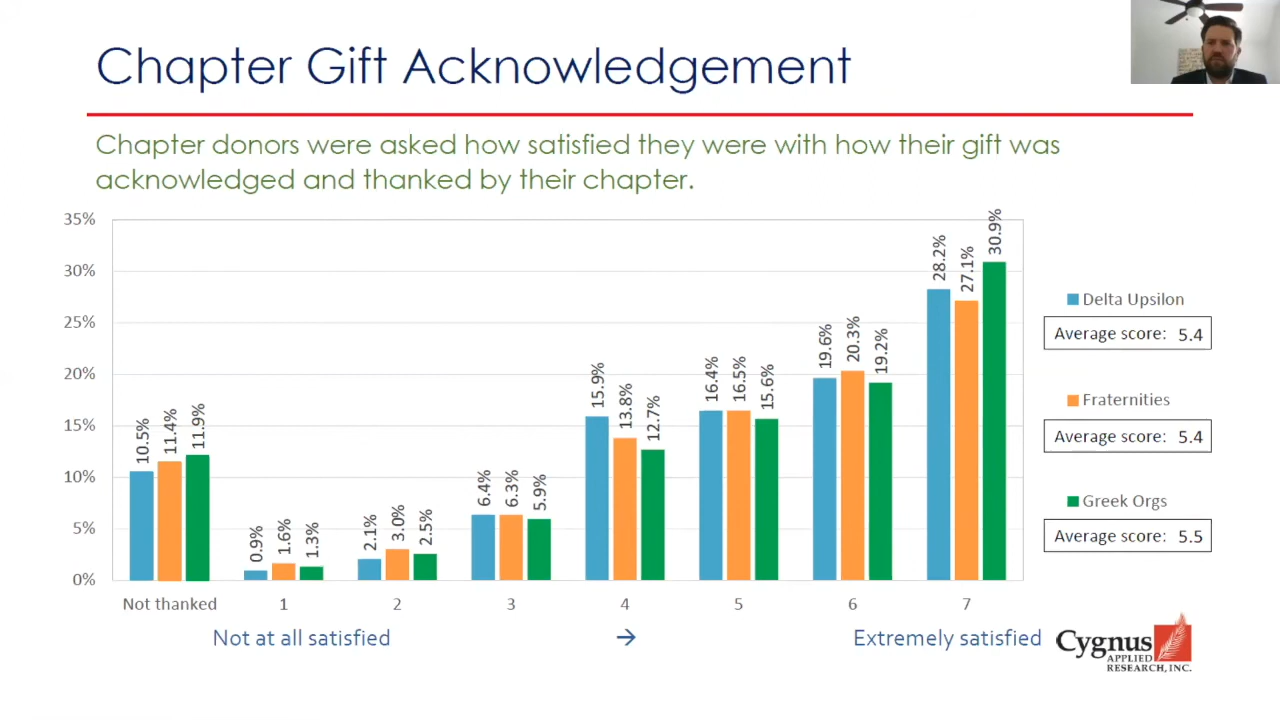 Chapter Gift Acknowledgement
Chapter donors were asked how satisfied they were with how their gift was
acknowledged and thanked by their chapter.
35%
30%
25%
20%
15%
10%
5%
0%
10.5%
11.4%
11.9%
0.9%
1.6%
1.3%
2.1%
3.0%
2.5%
6.4%
6.3%
5.9%
15.9%
13.8%
12.7%
16.4%
16.5%
15.6%
19.6%
20.3%
19.2%
28.2%
27.1%
30.9%
Not thanked 1 2 3 4 5 6 7
Not at all satisfied → Extremely satisfied
Delta Upsilon
Average score: 5.4
Fraternities
Average score: 5.4
Greek Orgs
Average score: 5.5
Cygnus
APPLIED
RESEARCH, INC.